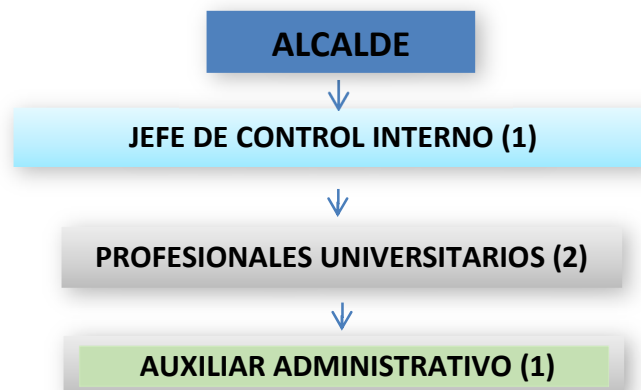 ALCALDE
JEFE DE CONTROL INTERNO (1)
PROFESIONALES UNIVERSITARIOS (2)
AUXILIAR ADMINISTRATIVO (1)